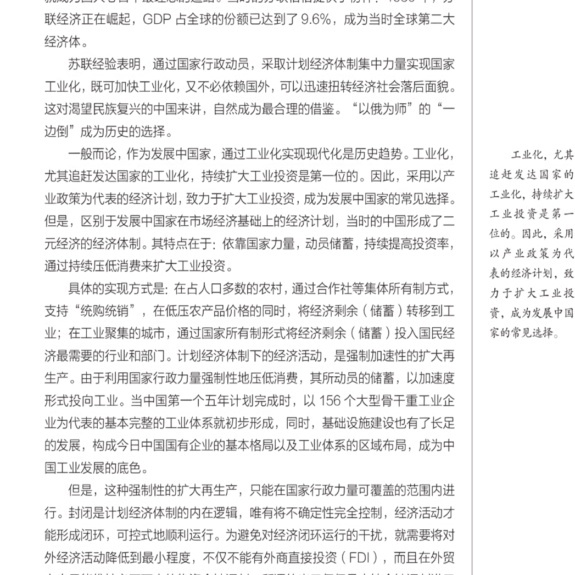 联经济正在崛起，GDP 占全球的份额已达到了 9.6%，成为当时全球第二大
经济体。
苏联经验表明，通过国家行政动员，采取计划经济体制集中力量实现国家
工业化，既可加快工业化，又不必依赖国外，可以迅速扭转经济社会落后面貌。
这对渴望民族复兴的中国来讲，自然成为最合理的借鉴。“以俄为师”的“一
边倒”成为历史的选择。
一般而论，作为发展中国家，通过工业化实现现代化是历史趋势。工业化，
尤其追赶发达国家的工业化，持续扩大工业投资是第一位的。因此，采用以产
业政策为代表的经济计划，致力于扩大工业投资，成为发展中国家的常见选择。
但是，区别于发展中国家在市场经济基础上的经济计划，当时的中国形成了二
元经济的经济体制。其特点在于：依靠国家力量，动员储蓄，持续提高投资率，
通过持续压低消费来扩大工业投资。
具体的实现方式是：在占人口多数的农村，通过合作社等集体所有制方式，
支持“统购统销”，在低压农产品价格的同时，将经济剩余（储蓄）转移到工
业；在工业聚集的城市，通过国家所有制形式将经济剩余（储蓄）投入国民经
济最需要的行业和部门。计划经济体制下的经济活动，是强制加速性的扩大再
生产。由于利用国家行政力量强制性地压低消费，其所动员的储蓄，以加速度
形式投向工业。当中国第一个五年计划完成时，以 156 个大型骨干重工业企
业为代表的基本完整的工业体系就初步形成，同时，基础设施建设也有了长足
的发展，构成今日中国国有企业的基本格局以及工业体系的区域布局，成为中
国工业发展的底色。
但是，这种强制性的扩大再生产，只能在国家行政力量可覆盖的范围内进
行。封闭是计划经济体制的内在逻辑，唯有将不确定性完全控制，经济活动才
能形成闭环，可控式地顺利运行。为避免对经济闭环运行的干扰，就需要将对
外经济活动降低到最小程度，不仅不能有外商直接投资（FDI），而且在外贸
工业化，尤其
追赶发达国家的
工业化，持续扩大
工业投资是第一
位的。因此，采用
以产业政策为代
表的经济计划，致
力于扩大工业投
资，成为发展中国
家的常见选择。